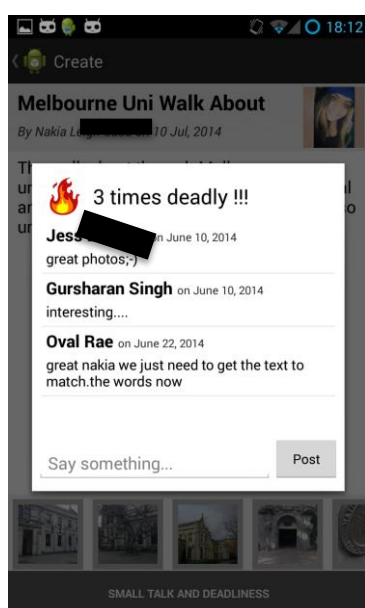 18:12
Create
Melbourne Uni Walk About
By Nakia 10 Jul, 2014
3 times deadly !!!
Jess on June 10, 2014
great photos;-)
Gursharan Singh on June 10, 2014
interesting....
Oval Rae on June 22, 2014
great nakia we just need to get the text to
match.the words now
Say something...
Post
SMALL TALK AND DEADLINESS